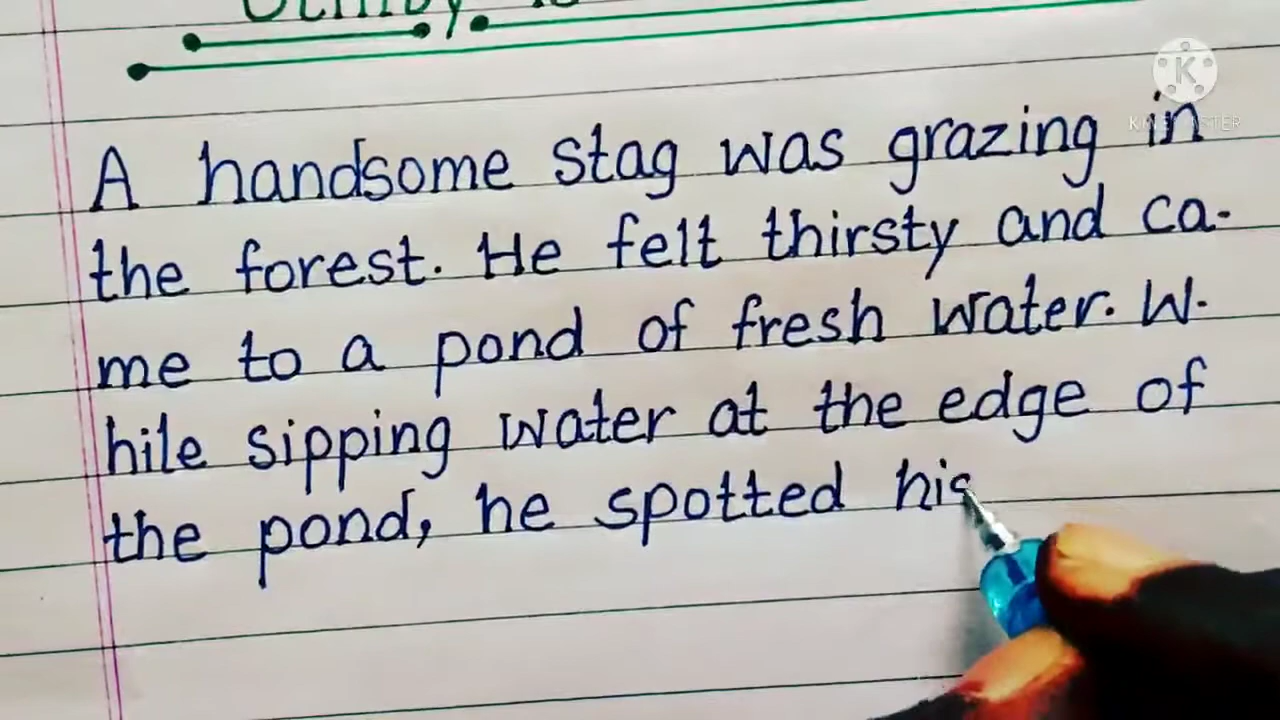 A handsome stag was grazing in
the forest. He felt thirsty and ca-
me to a pond of fresh water. W-
hile sipping water at the edge of
the pond, he spotted his
K
KINEMASTER